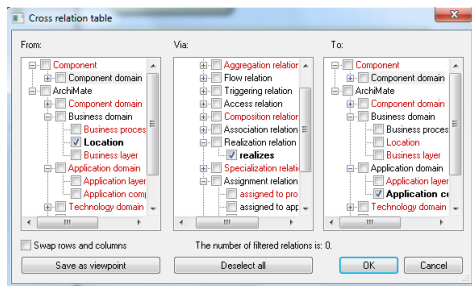 Cross relation table
From:
Via:
To:
Component
Component domain
ArchiMate
Component domain
Business domain
Business proces
Location
Business layer
Application domain
Application layer
Application comp
Technology domain
Aggregation relation
Flow relation
Triggering relation
Access relation
Composition relation
Association relation
Realization relation
realizes
Specialization relati
Assignment relation
assigned to pro
assigned to app
Component
Component domain
ArchiMate
Component domain
Business domain
Business proces
Location
Business layer
Application domain
Application layer
Application co
Technology domain
Swap rows and columns
The number of filtered relations is: 0.
Save as viewpoint
Deselect all
OK
Cancel